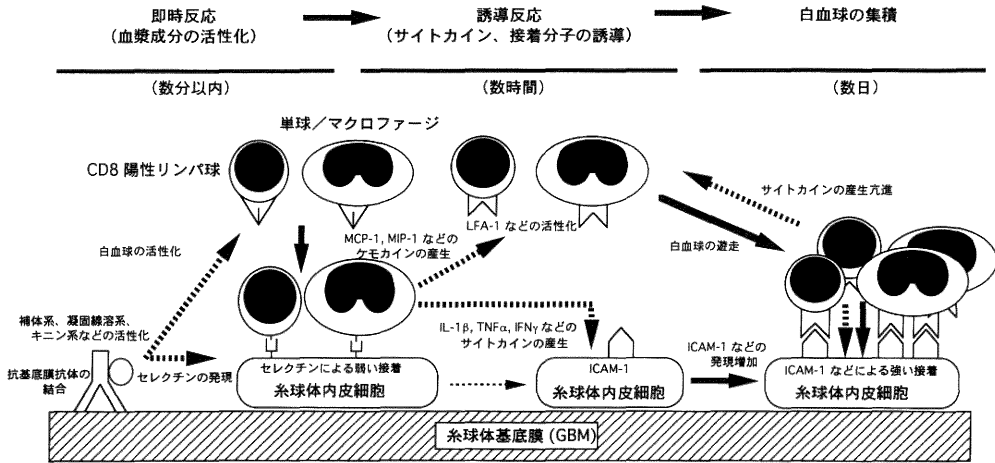 即時反応
(血漿成分の活性化)
誘導反応
(サイトカイン、接着分子の誘導)
白血球の集積
(数分以内)
(数時間)
(数日)
単球／マクロファージ
CD8 陽性リンパ球
LFA-1 などの活性化
サイトカインの産生亢進
白血球の遊走
白血球の活性化
MCP-1, MIP-1 などの
ケモカインの産生
補体系、凝固線溶系、
キニン系などの活性化
IL-1β, TNFα, IFNγ などの
サイトカインの産生
ICAM-1 などの
発現増加
抗基底膜抗体の
結合
セレクチンの発現
セレクチンによる弱い接着
糸球体内皮細胞
ICAM-1
糸球体内皮細胞
ICAM-1 などによる強い接着
糸球体内皮細胞
糸球体基底膜 (GBM)